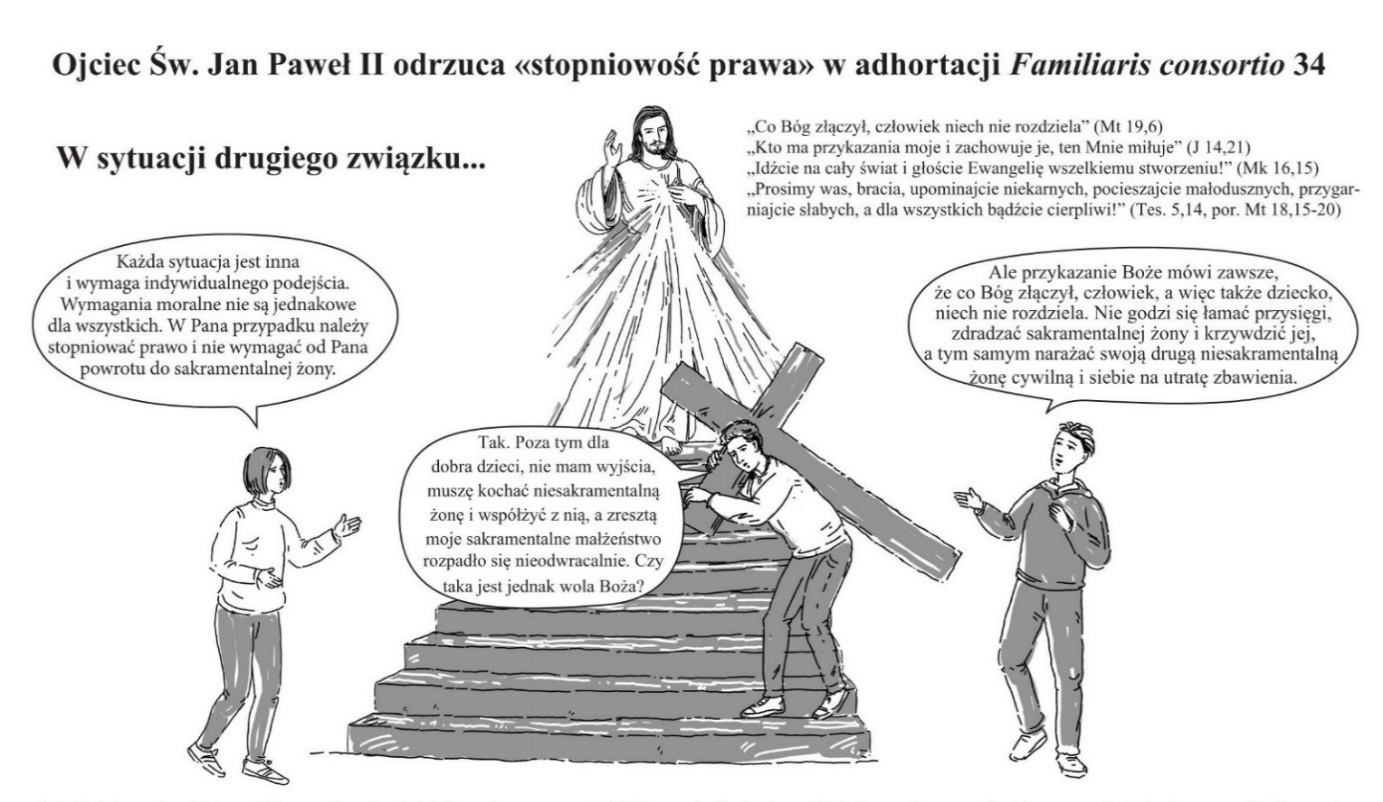 Ojciec Św. Jan Paweł II odrzuca «stopniowość prawa» w adhortacji Familiaris consortio 34
W sytuacji drugiego związku...
„Co Bóg złączył, człowiek niech nie rozdziela” (Mt 19,6)
„Kto ma przykazania moje i zachowuje je, ten Mnie miłuje” (J 14,21)
„Idźcie na cały świat i głoście Ewangelię wszelkiemu stworzeniu!” (Mk 16,15)
„Prosimy was, bracia, upominajcie niekarnych, pocieszajcie małodusznych, przygar-
niajcie słabych, a dla wszystkich bądźcie cierpliwi!” (Tes. 5,14, por. Mt 18,15-20)
Każda sytuacja jest inna
i wymaga indywidualnego podejścia.
Wymagania moralne nie są jednakowe
dla wszystkich. W Pana przypadku należy
stopniować prawo i nie wymagać od Pana
powrotu do sakramentalnej żony.
Tak. Poza tym dla
dobra dzieci, nie mam wyjścia,
muszę kochać niesakramentalną
żonę i współżyć z nią, a zresztą
moje sakramentalne małżeństwo
rozpadło się nieodwracalnie. Czy
taka jest jednak wola Boża?
Ale przykazanie Boże mówi zawsze,
że co Bóg złączył, człowiek, a więc także dziecko,
niech nie rozdziela. Nie godzi się łamać przysięgi,
zdradzać sakramentalnej żony i krzywdzić jej,
a tym samym narażać swoją drugą niesakramentalną
żonę cywilną i siebie na utratę zbawienia.